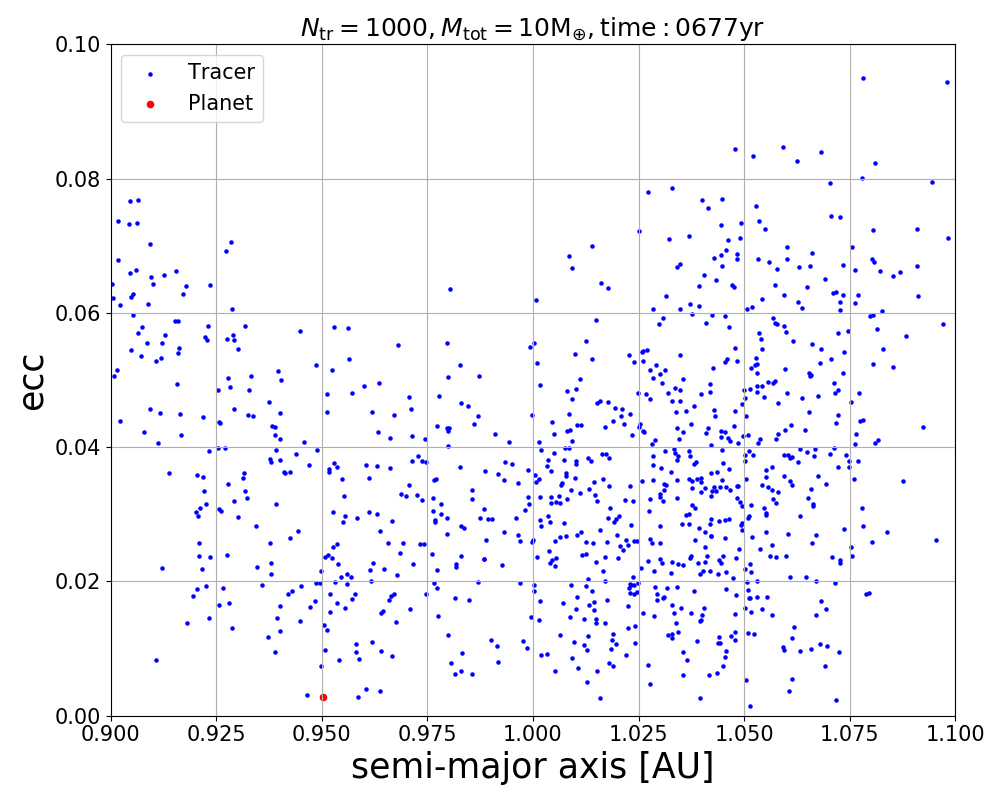 N_tr = 1000, M_tot = 10M_⊕, time : 0677yr
0.10
Tracer
Planet
0.08
0.06
0.04
0.02
0.00
ecc
0.900 0.925 0.950 0.975 1.000 1.025 1.050 1.075 1.100
semi-major axis [AU]